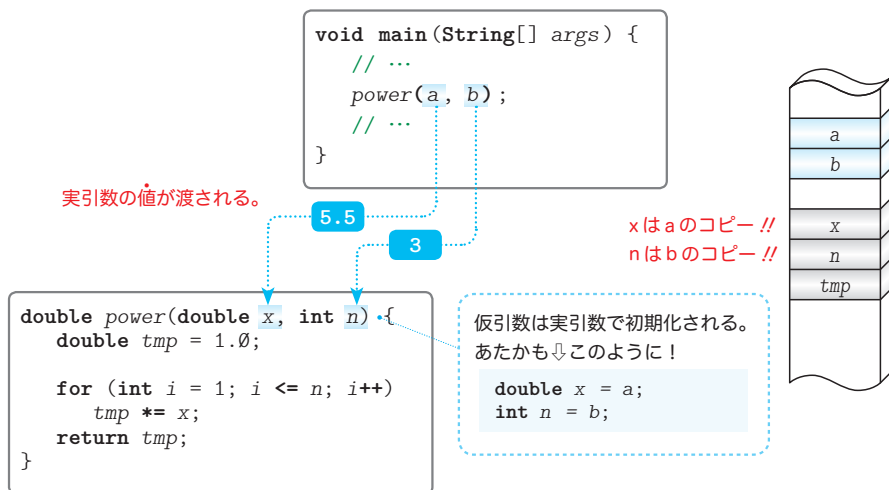 void main(String[] args) {
// …
power(a, b);
// …
}
実引数の値が渡される。
5.5
3
double power(double x, int n) {
double tmp = 1.0;
for (int i = 1; i <= n; i++)
tmp *= x;
return tmp;
}
仮引数は実引数で初期化される。
あたかも⇩このように！
double x = a;
int n = b;
a
b
xはaのコピー!!
nはbのコピー!!
x
n
tmp